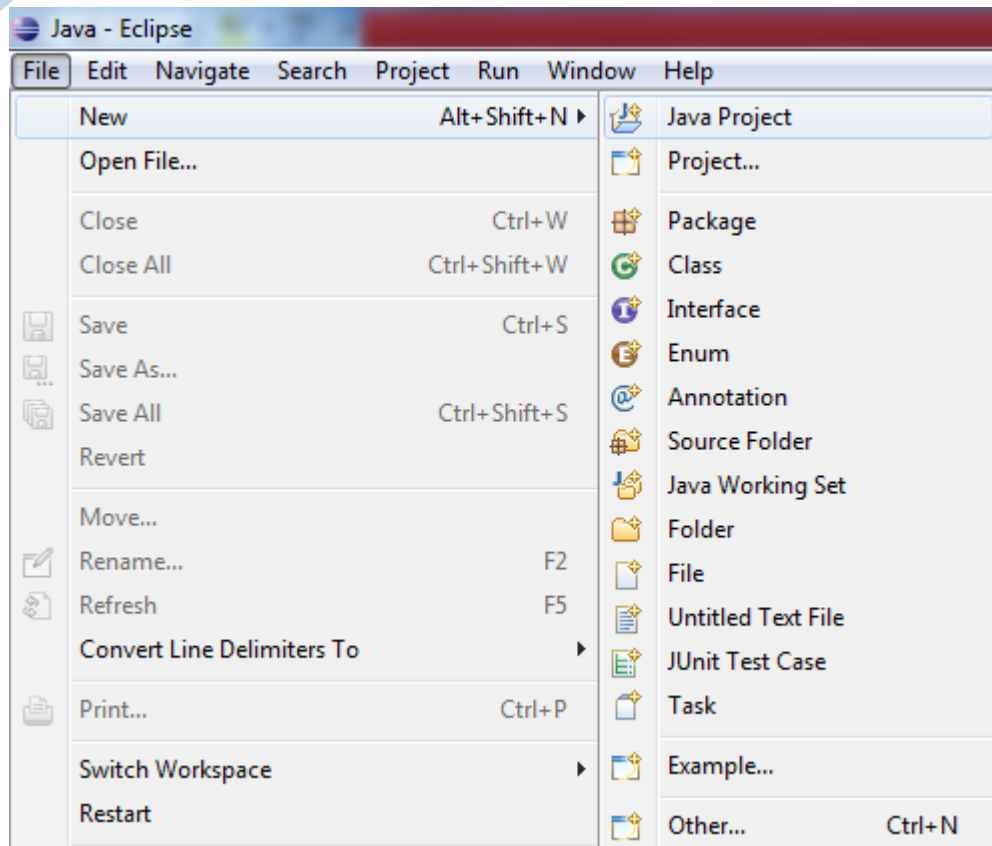 Java - Eclipse
File Edit Navigate Search Project Run Window Help
New Alt+Shift+N
Open File...
Close Ctrl+W
Close All Ctrl+Shift+W
Save Ctrl+S
Save As...
Save All Ctrl+Shift+S
Revert
Move...
Rename... F2
Refresh F5
Convert Line Delimiters To
Print... Ctrl+P
Switch Workspace
Restart
Java Project
Project...
Package
Class
Interface
Enum
Annotation
Source Folder
Java Working Set
Folder
File
Untitled Text File
JUnit Test Case
Task
Example...
Other... Ctrl+N